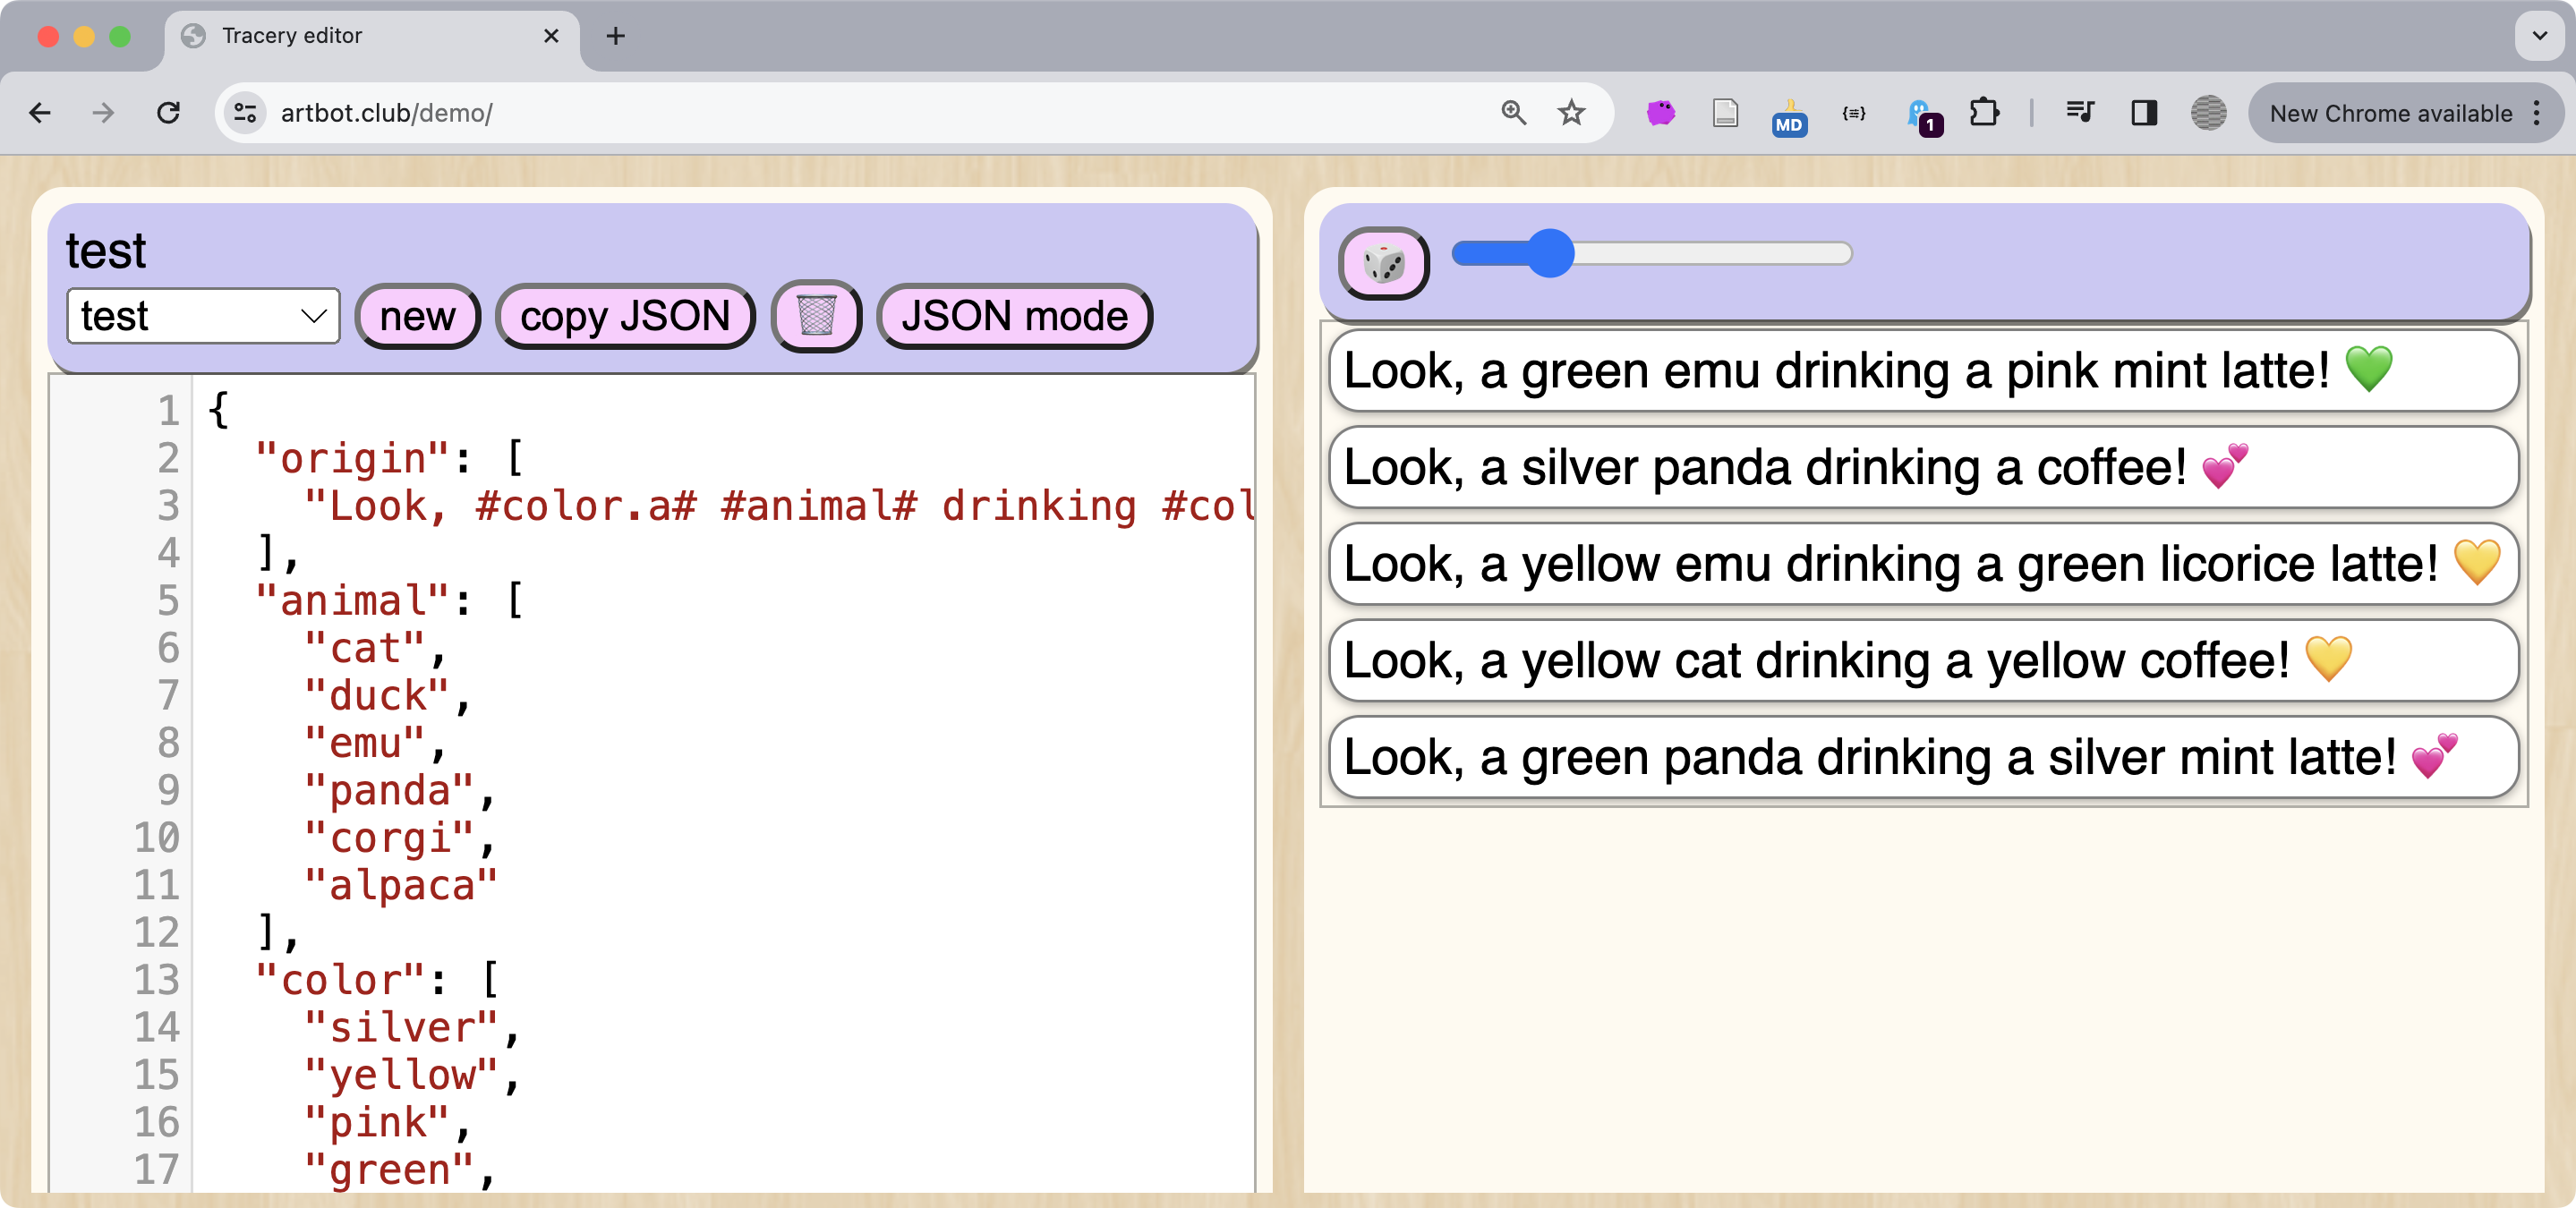 Tracery editor
artbot.club/demo/
MD
1
New Chrome available
test
test
new
copy JSON
JSON mode
1 {
2 "origin": [
3 "Look, #color.a# #animal# drinking #col
4 ],
5 "animal": [
6 "cat",
7 "duck",
8 "emu",
9 "panda",
10 "corgi",
11 "alpaca"
12 ],
13 "color": [
14 "silver",
15 "yellow",
16 "pink",
17 "green",
Look, a green emu drinking a pink mint latte! 💚
Look, a silver panda drinking a coffee! 💕
Look, a yellow emu drinking a green licorice latte! 💛
Look, a yellow cat drinking a yellow coffee! 💛
Look, a green panda drinking a silver mint latte! 💕